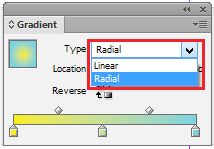 Gradient
Type: Radial
Linear
Location Radial
Reverse